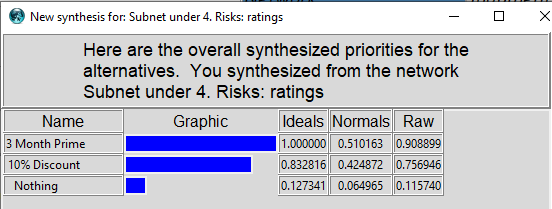 New synthesis for: Subnet under 4. Risks: ratings
Here are the overall synthesized priorities for the
alternatives. You synthesized from the network
Subnet under 4. Risks: ratings
Name Graphic Ideals Normals Raw
3 Month Prime 1.000000 0.510163 0.908899
10% Discount 0.832816 0.424872 0.756946
Nothing 0.127341 0.064965 0.115740